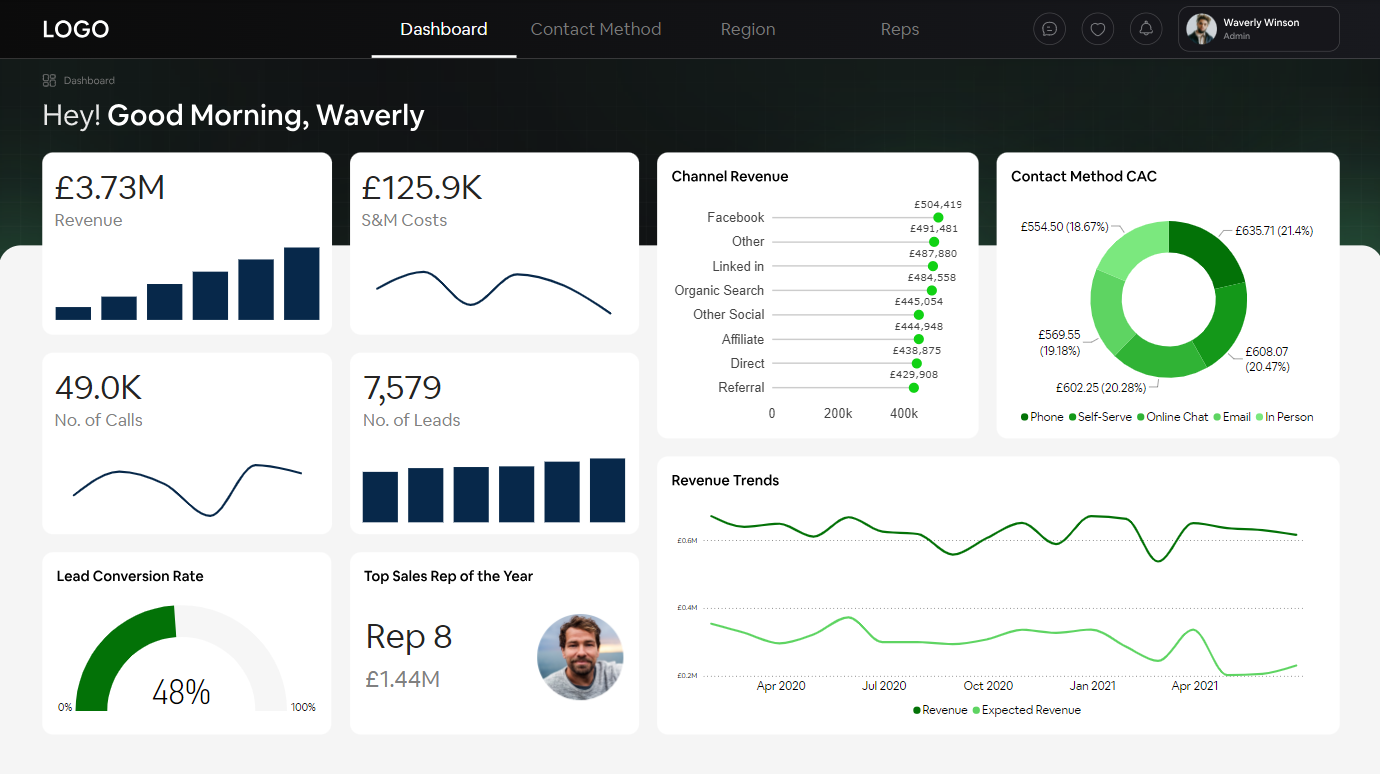 LOGO
Dashboard
Contact Method
Region
Reps
Waverly Winson
Admin
Dashboard
Hey! Good Morning, Waverly
£3.73M
Revenue
£125.9K
S&M Costs
49.0K
No. of Calls
7,579
No. of Leads
Lead Conversion Rate
0%
48%
100%
Top Sales Rep of the Year
Rep 8
£1.44M
Channel Revenue
£504,419
Facebook
£491,481
Other
£487,880
Linked in
£484,558
Organic Search
£445,054
Other Social
£444,948
Affiliate
£438,875
Direct
£429,908
Referral
0 200k 400k
Contact Method CAC
£554.50 (18.67%)
£635.71 (21.4%)
£569.55
(19.18%)
£608.07
(20.47%)
£602.25 (20.28%)
Phone Self-Serve Online Chat Email In Person
Revenue Trends
£0.6M
£0.4M
£0.2M
Apr 2020 Jul 2020 Oct 2020 Jan 2021 Apr 2021
Revenue Expected Revenue